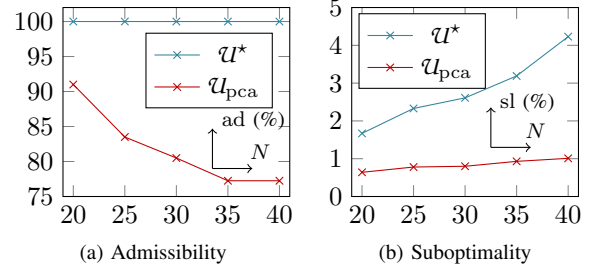 100
95
90
85
80
75
20 25 30 35 40
𝒰⋆
𝒰pca
ad (%)
N
(a) Admissibility
5
4
3
2
1
0
20 25 30 35 40
𝒰⋆
𝒰pca
sl (%)
N
(b) Suboptimality